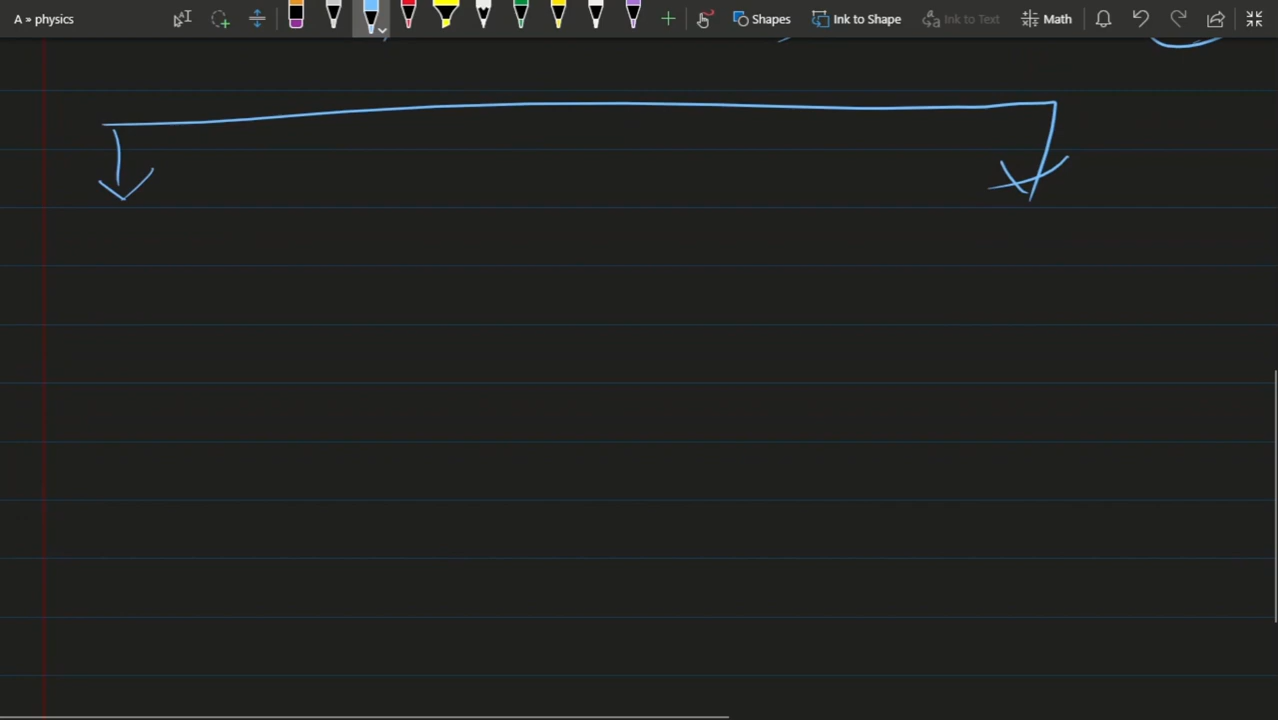 A » physics
Shapes
Ink to Shape
Ink to Text
Math